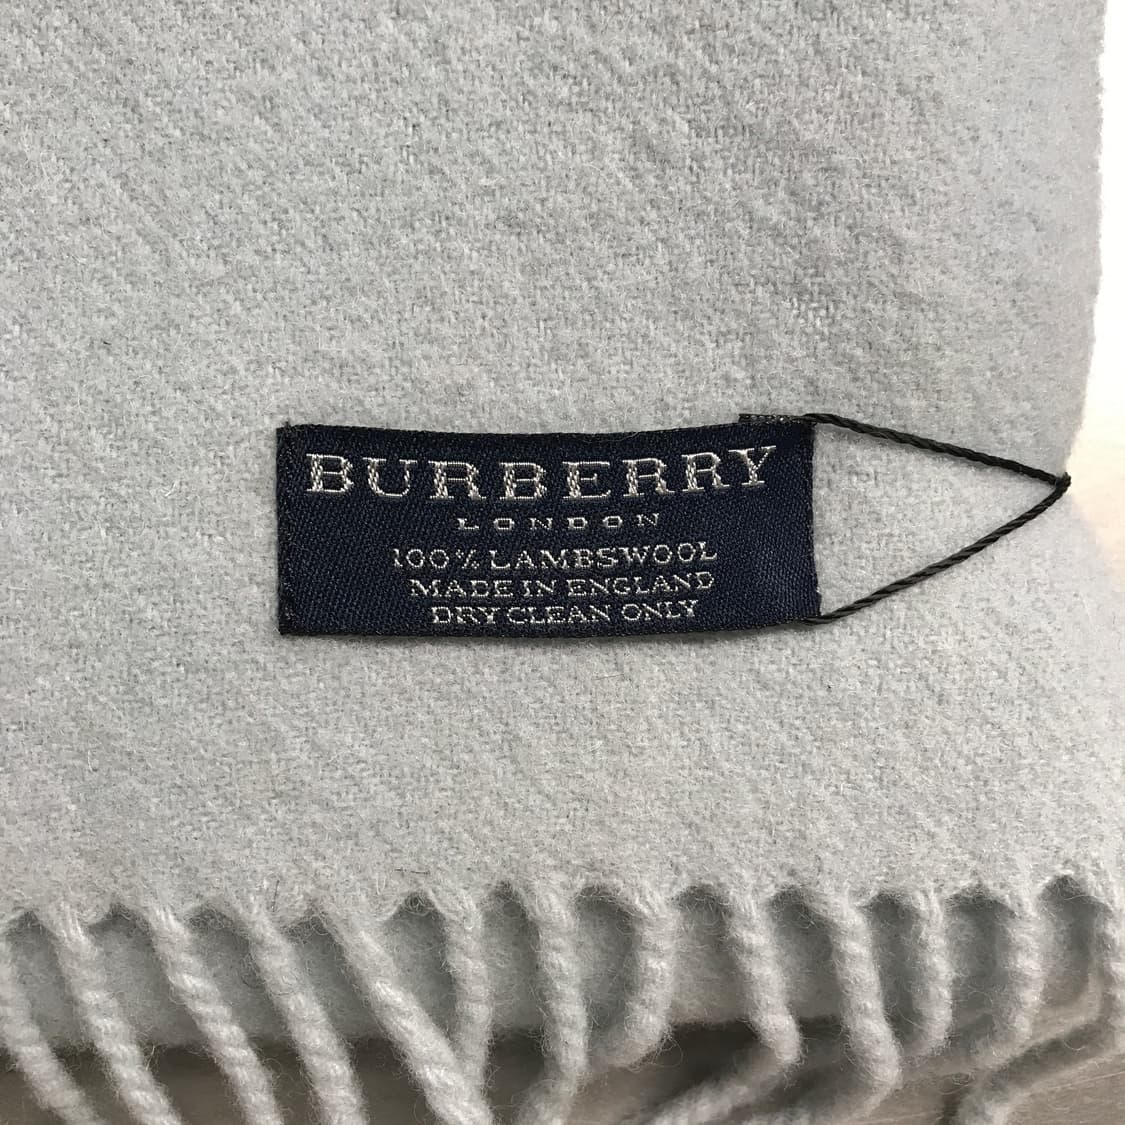 BURBERRY
LONDON
100% LAMBSWOOL
MADE IN ENGLAND
DRY CLEAN ONLY